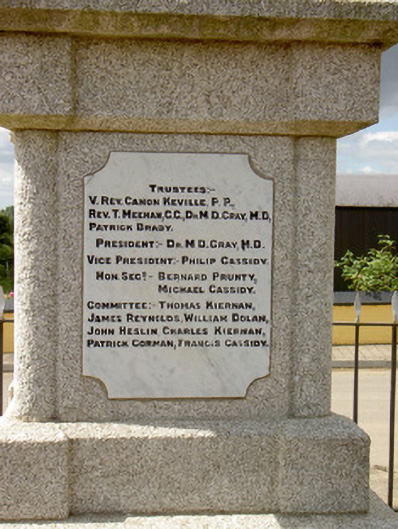 TRUSTEES:-
V. REV. CANON KEVILLE, P. P.,
REV. T. MEEHAN, C.C., DR M. D. GRAY, M.D,
PATRICK BRADY.
PRESIDENT:- DR. M D. GRAY, M.D.
VICE PRESIDENT:- PHILIP CASSIDY.
HON. SECS:- BERNARD PRUNTY,
MICHAEL CASSIDY.
COMMITTEE:- THOMAS KIERNAN,
JAMES REYNOLDS, WILLIAM DOLAN,
JOHN HESLIN CHARLES KIERNAN,
PATRICK GORMAN, FRANCIS CASSIDY.